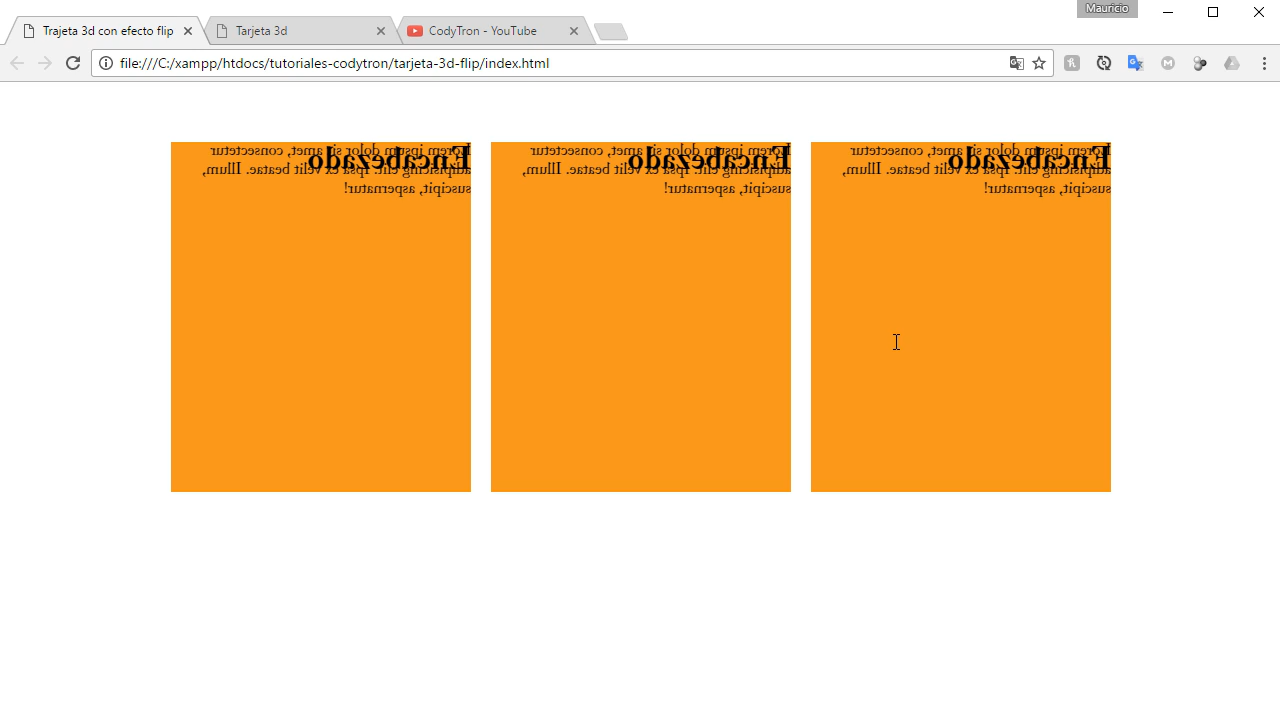 Mauricio
Trajeta 3d con efecto flip
Tarjeta 3d
CodyTron - YouTube
file:///C:/xampp/htdocs/tutoriales-codytron/tarjeta-3d-flip/index.html
Encabezado
Lorem ipsum dolor sit amet, consectetur
adipisicing elit. Ipsa ex velit beatae. Illum,
suscipit, aspernatur!
Encabezado
Lorem ipsum dolor sit amet, consectetur
adipisicing elit. Ipsa ex velit beatae. Illum,
suscipit, aspernatur!
Encabezado
Lorem ipsum dolor sit amet, consectetur
adipisicing elit. Ipsa ex velit beatae. Illum,
suscipit, aspernatur!